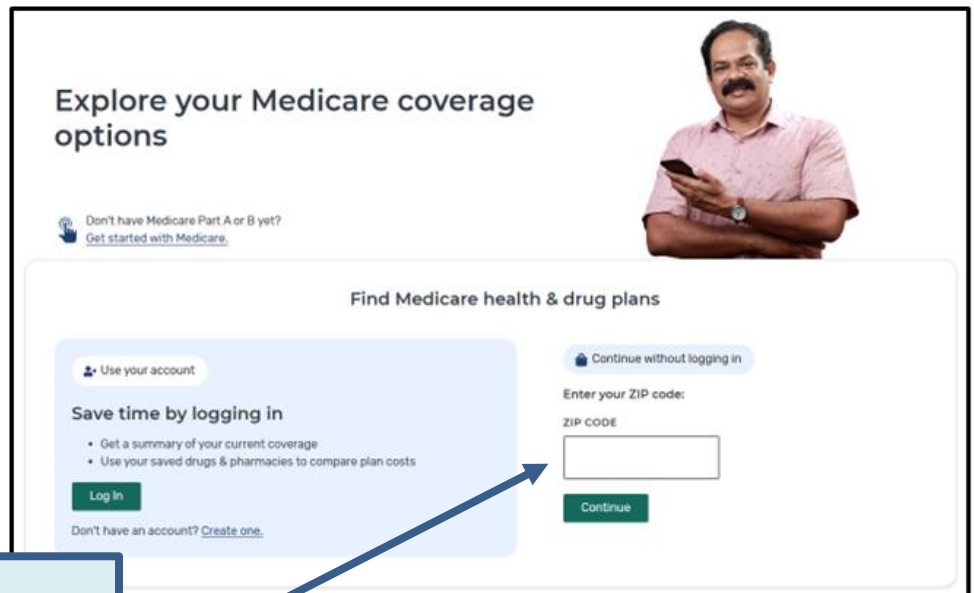 Explore your Medicare coverage
options
Don't have Medicare Part A or B yet?
Get started with Medicare.
Find Medicare health & drug plans
Use your account
Save time by logging in
• Get a summary of your current coverage
• Use your saved drugs & pharmacies to compare plan costs
Log In
Don't have an account? Create one.
Continue without logging in
Enter your ZIP code:
ZIP CODE
Continue